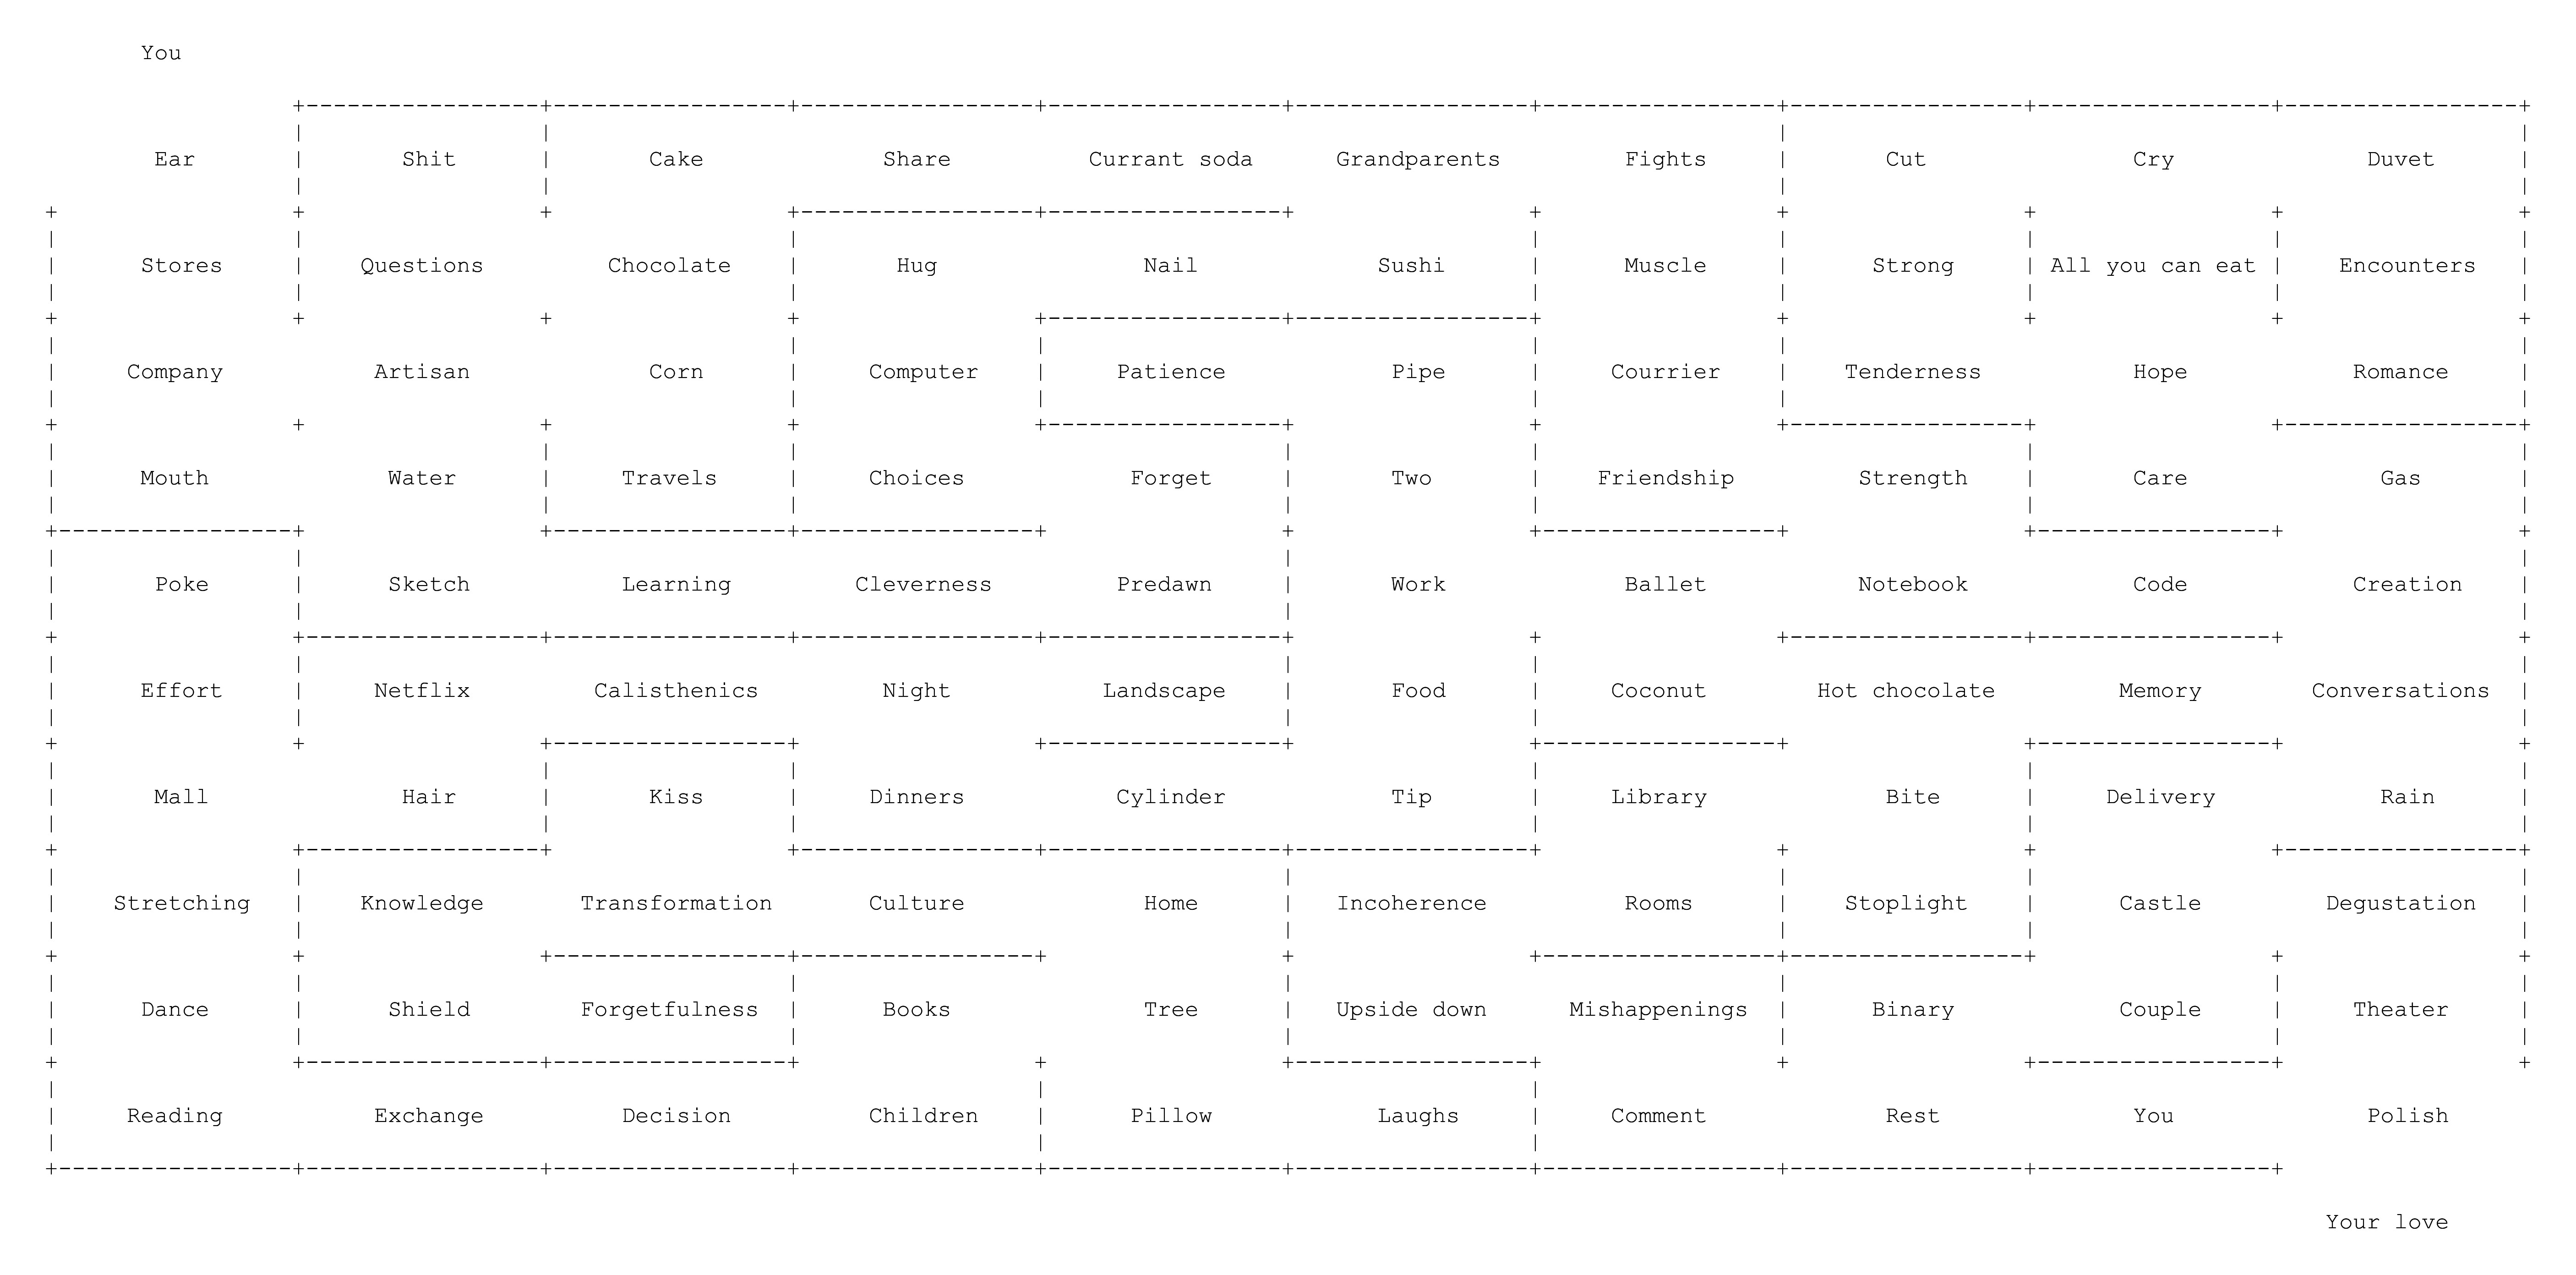 You
Ear Shit Cake Share Currant soda Grandparents Fights Cut Cry Duvet
Stores Questions Chocolate Hug Nail Sushi Muscle Strong All you can eat Encounters
Company Artisan Corn Computer Patience Pipe Courrier Tenderness Hope Romance
Mouth Water Travels Choices Forget Two Friendship Strength Care Gas
Poke Sketch Learning Cleverness Predawn Work Ballet Notebook Code Creation
Effort Netflix Calisthenics Night Landscape Food Coconut Hot chocolate Memory Conversations
Mall Hair Kiss Dinners Cylinder Tip Library Bite Delivery Rain
Stretching Knowledge Transformation Culture Home Incoherence Rooms Stoplight Castle Degustation
Dance Shield Forgetfulness Books Tree Upside down Mishappenings Binary Couple Theater
Reading Exchange Decision Children Pillow Laughs Comment Rest You Polish
Your love